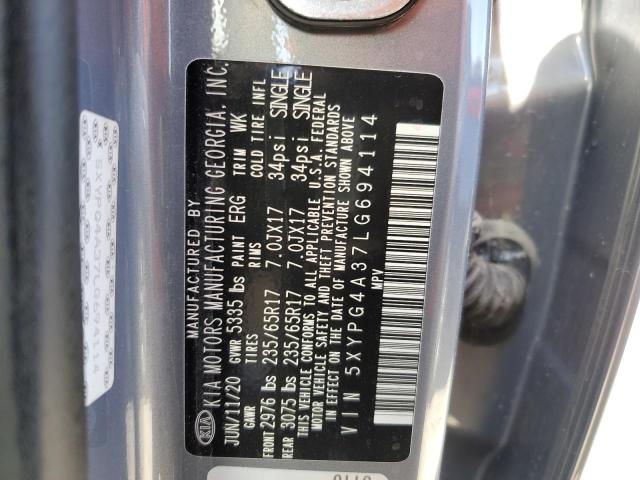 KIA
MANUFACTURED BY
KIA MOTORS MANUFACTURING GEORGIA, INC.
JUN/11/20 GVWR 5335 lbs PAINT ERG TRIM WK
GAWR TIRES RIMS COLD TIRE INFL
FRONT 2976 lbs 235/65R17 7.0JX17 34psi SINGLE
REAR 3075 lbs 235/65R17 7.0JX17 34psi SINGLE
THIS VEHICLE CONFORMS TO ALL APPLICABLE U.S.A. FEDERAL
MOTOR VEHICLE SAFETY AND THEFT PREVENTION STANDARDS
IN EFFECT ON THE DATE OF MANUFACTURE SHOWN ABOVE
VIN 5XYPG4A37LG694114
MPV